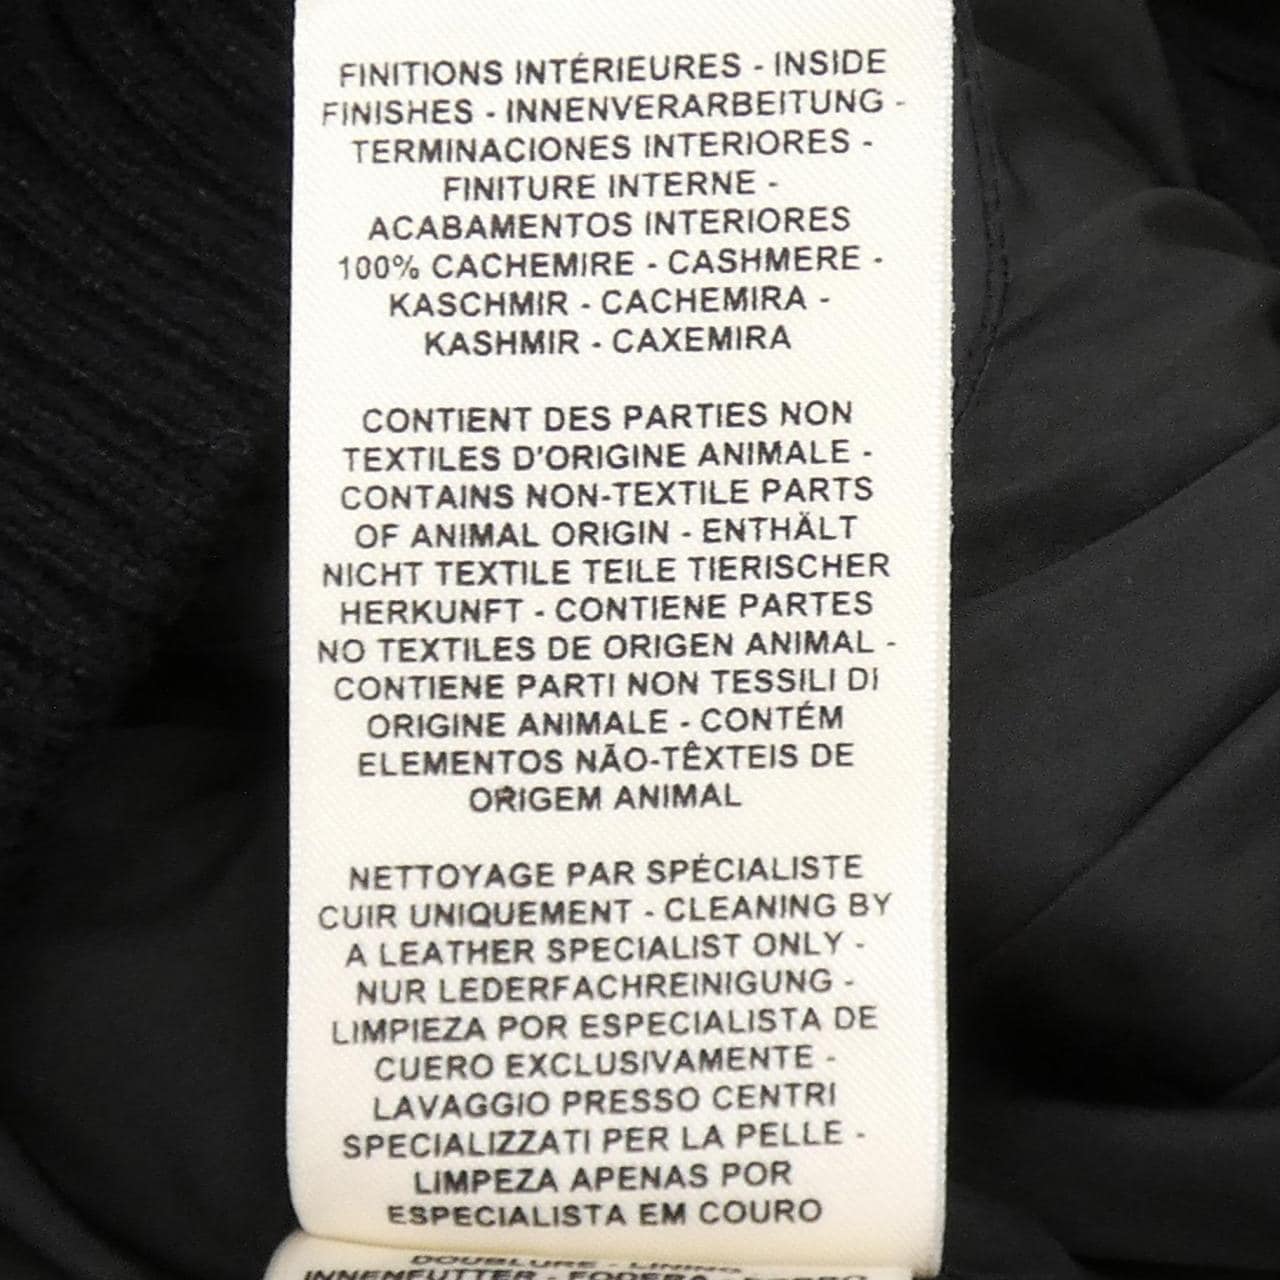 FINITIONS INTÉRIEURES - INSIDE
FINISHES - INNENVERARBEITUNG -
TERMINACIONES INTERIORES -
FINITURE INTERNE -
ACABAMENTOS INTERIORES
100% CACHEMIRE - CASHMERE -
KASCHMIR - CACHEMIRA -
KASHMIR - CAXEMIRA
CONTIENT DES PARTIES NON
TEXTILES D'ORIGINE ANIMALE -
CONTAINS NON-TEXTILE PARTS
OF ANIMAL ORIGIN - ENTHÄLT
NICHT TEXTILE TEILE TIERISCHER
HERKUNFT - CONTIENE PARTES
NO TEXTILES DE ORIGEN ANIMAL -
CONTIENE PARTI NON TESSILI DI
ORIGINE ANIMALE - CONTÉM
ELEMENTOS NÃO-TÊXTEIS DE
ORIGEM ANIMAL
NETTOYAGE PAR SPÉCIALISTE
CUIR UNIQUEMENT - CLEANING BY
A LEATHER SPECIALIST ONLY -
NUR LEDERFACHREINIGUNG -
LIMPIEZA POR ESPECIALISTA DE
CUERO EXCLUSIVAMENTE -
LAVAGGIO PRESSO CENTRI
SPECIALIZZATI PER LA PELLE -
LIMPEZA APENAS POR
ESPECIALISTA EM COURO
DOUBLURE - LINING
INNENFUTTER - FODERA -